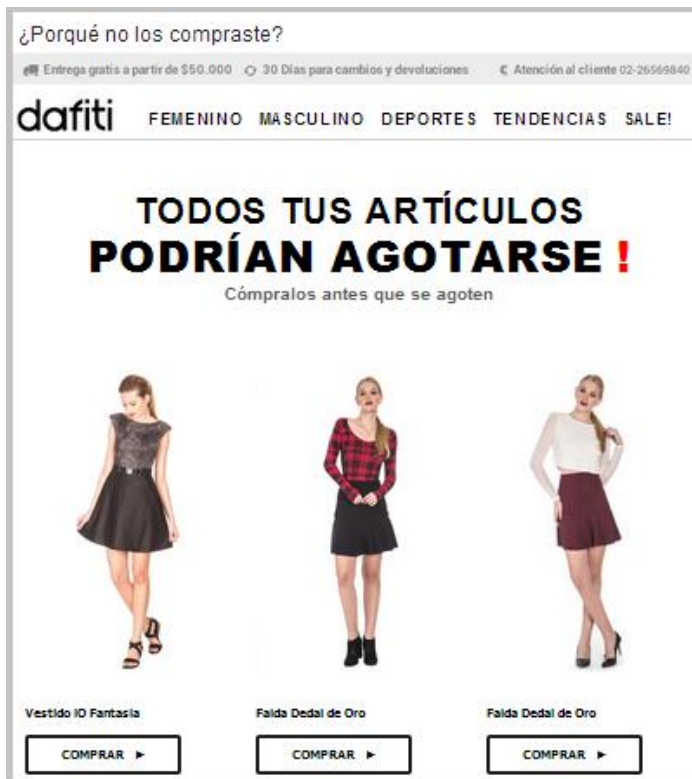 ¿Porqué no los compraste?
Entrega gratis a partir de $50.000 30 Días para cambios y devoluciones Atención al cliente 02-26569840
dafiti FEMENINO MASCULINO DEPORTES TENDENCIAS SALE!
TODOS TUS ARTÍCULOS
PODRÍAN AGOTARSE !
Cómpralos antes que se agoten
Vestido IO Fantasia Falda Dedal de Oro Falda Dedal de Oro
COMPRAR ► COMPRAR ► COMPRAR ►